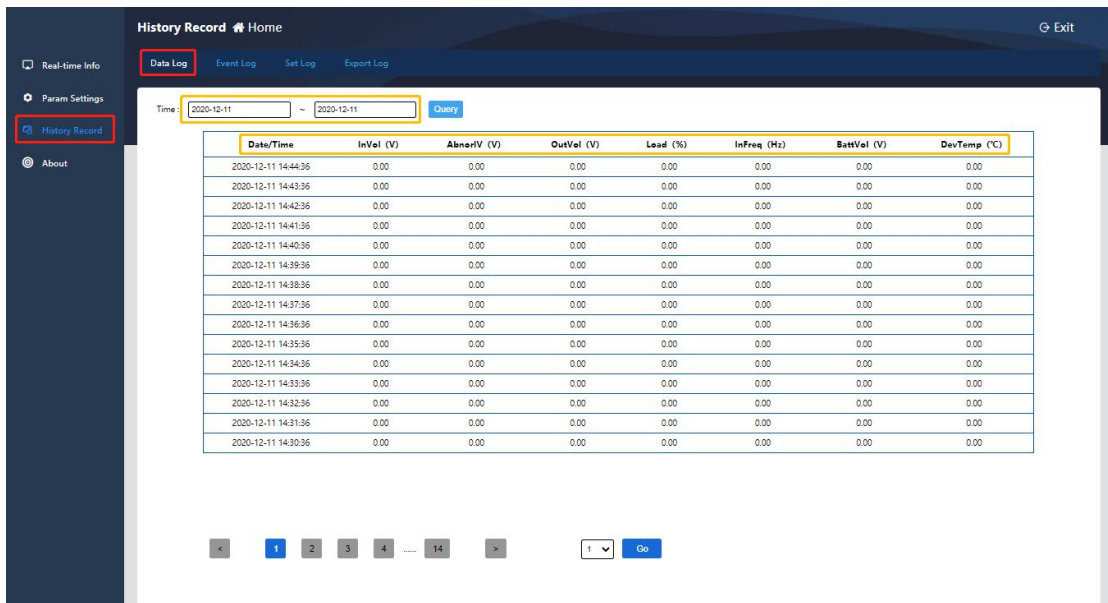 History Record Home Exit
Real-time Info
Param Settings
History Record
About
Data Log Event Log Set Log Export Log
Time : 2020-12-11 ~ 2020-12-11 Query
Date/Time InVol (V) AbnorIV (V) OutVol (V) Load (%) InFreq (Hz) BattVol (V) DevTemp (℃)
2020-12-11 14:44:36 0.00 0.00 0.00 0.00 0.00 0.00 0.00
2020-12-11 14:43:36 0.00 0.00 0.00 0.00 0.00 0.00 0.00
2020-12-11 14:42:36 0.00 0.00 0.00 0.00 0.00 0.00 0.00
2020-12-11 14:41:36 0.00 0.00 0.00 0.00 0.00 0.00 0.00
2020-12-11 14:40:36 0.00 0.00 0.00 0.00 0.00 0.00 0.00
2020-12-11 14:39:36 0.00 0.00 0.00 0.00 0.00 0.00 0.00
2020-12-11 14:38:36 0.00 0.00 0.00 0.00 0.00 0.00 0.00
2020-12-11 14:37:36 0.00 0.00 0.00 0.00 0.00 0.00 0.00
2020-12-11 14:36:36 0.00 0.00 0.00 0.00 0.00 0.00 0.00
2020-12-11 14:35:36 0.00 0.00 0.00 0.00 0.00 0.00 0.00
2020-12-11 14:34:36 0.00 0.00 0.00 0.00 0.00 0.00 0.00
2020-12-11 14:33:36 0.00 0.00 0.00 0.00 0.00 0.00 0.00
2020-12-11 14:32:36 0.00 0.00 0.00 0.00 0.00 0.00 0.00
2020-12-11 14:31:36 0.00 0.00 0.00 0.00 0.00 0.00 0.00
2020-12-11 14:30:36 0.00 0.00 0.00 0.00 0.00 0.00 0.00
< 1 2 3 4 ...... 14 > 1 Go